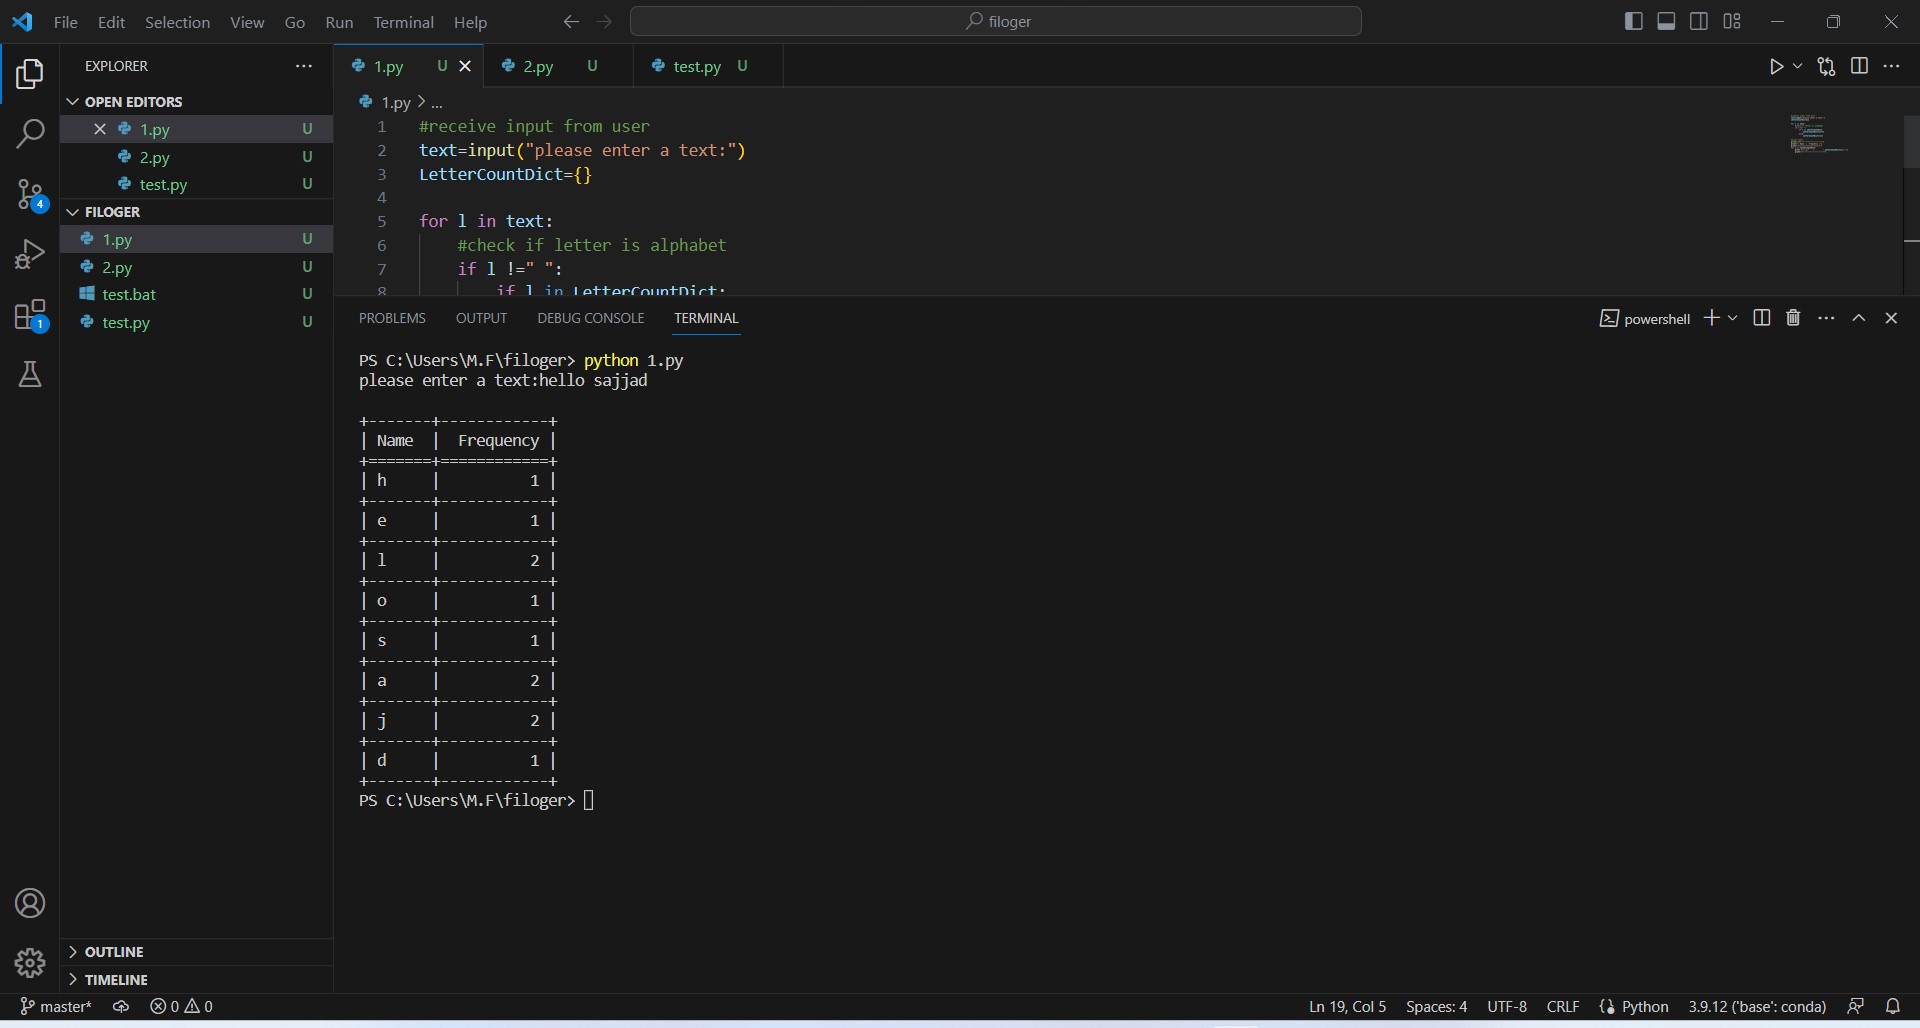 File Edit Selection View Go Run Terminal Help
filoger
EXPLORER
OPEN EDITORS
1.py U
2.py U
test.py U
FILOGER
1.py U
2.py U
test.bat U
test.py U
OUTLINE
TIMELINE
4
1
1.py U
2.py U
test.py U
1.py > ...
1 #receive input from user
2 text=input("please enter a text:")
3 LetterCountDict={}
4
5 for l in text:
6 #check if letter is alphabet
7 if l !=" ":
8 if l in LetterCountDict:
PROBLEMS OUTPUT DEBUG CONSOLE TERMINAL
powershell
PS C:\Users\M.F\filoger> python 1.py
please enter a text:hello sajjad
+-------+------------+
| Name | Frequency |
+=======+============+
| h | 1 |
+-------+------------+
| e | 1 |
+-------+------------+
| l | 2 |
+-------+------------+
| o | 1 |
+-------+------------+
| s | 1 |
+-------+------------+
| a | 2 |
+-------+------------+
| j | 2 |
+-------+------------+
| d | 1 |
+-------+------------+
PS C:\Users\M.F\filoger>
master* 0 0 Ln 19, Col 5 Spaces: 4 UTF-8 CRLF Python 3.9.12 ('base': conda)